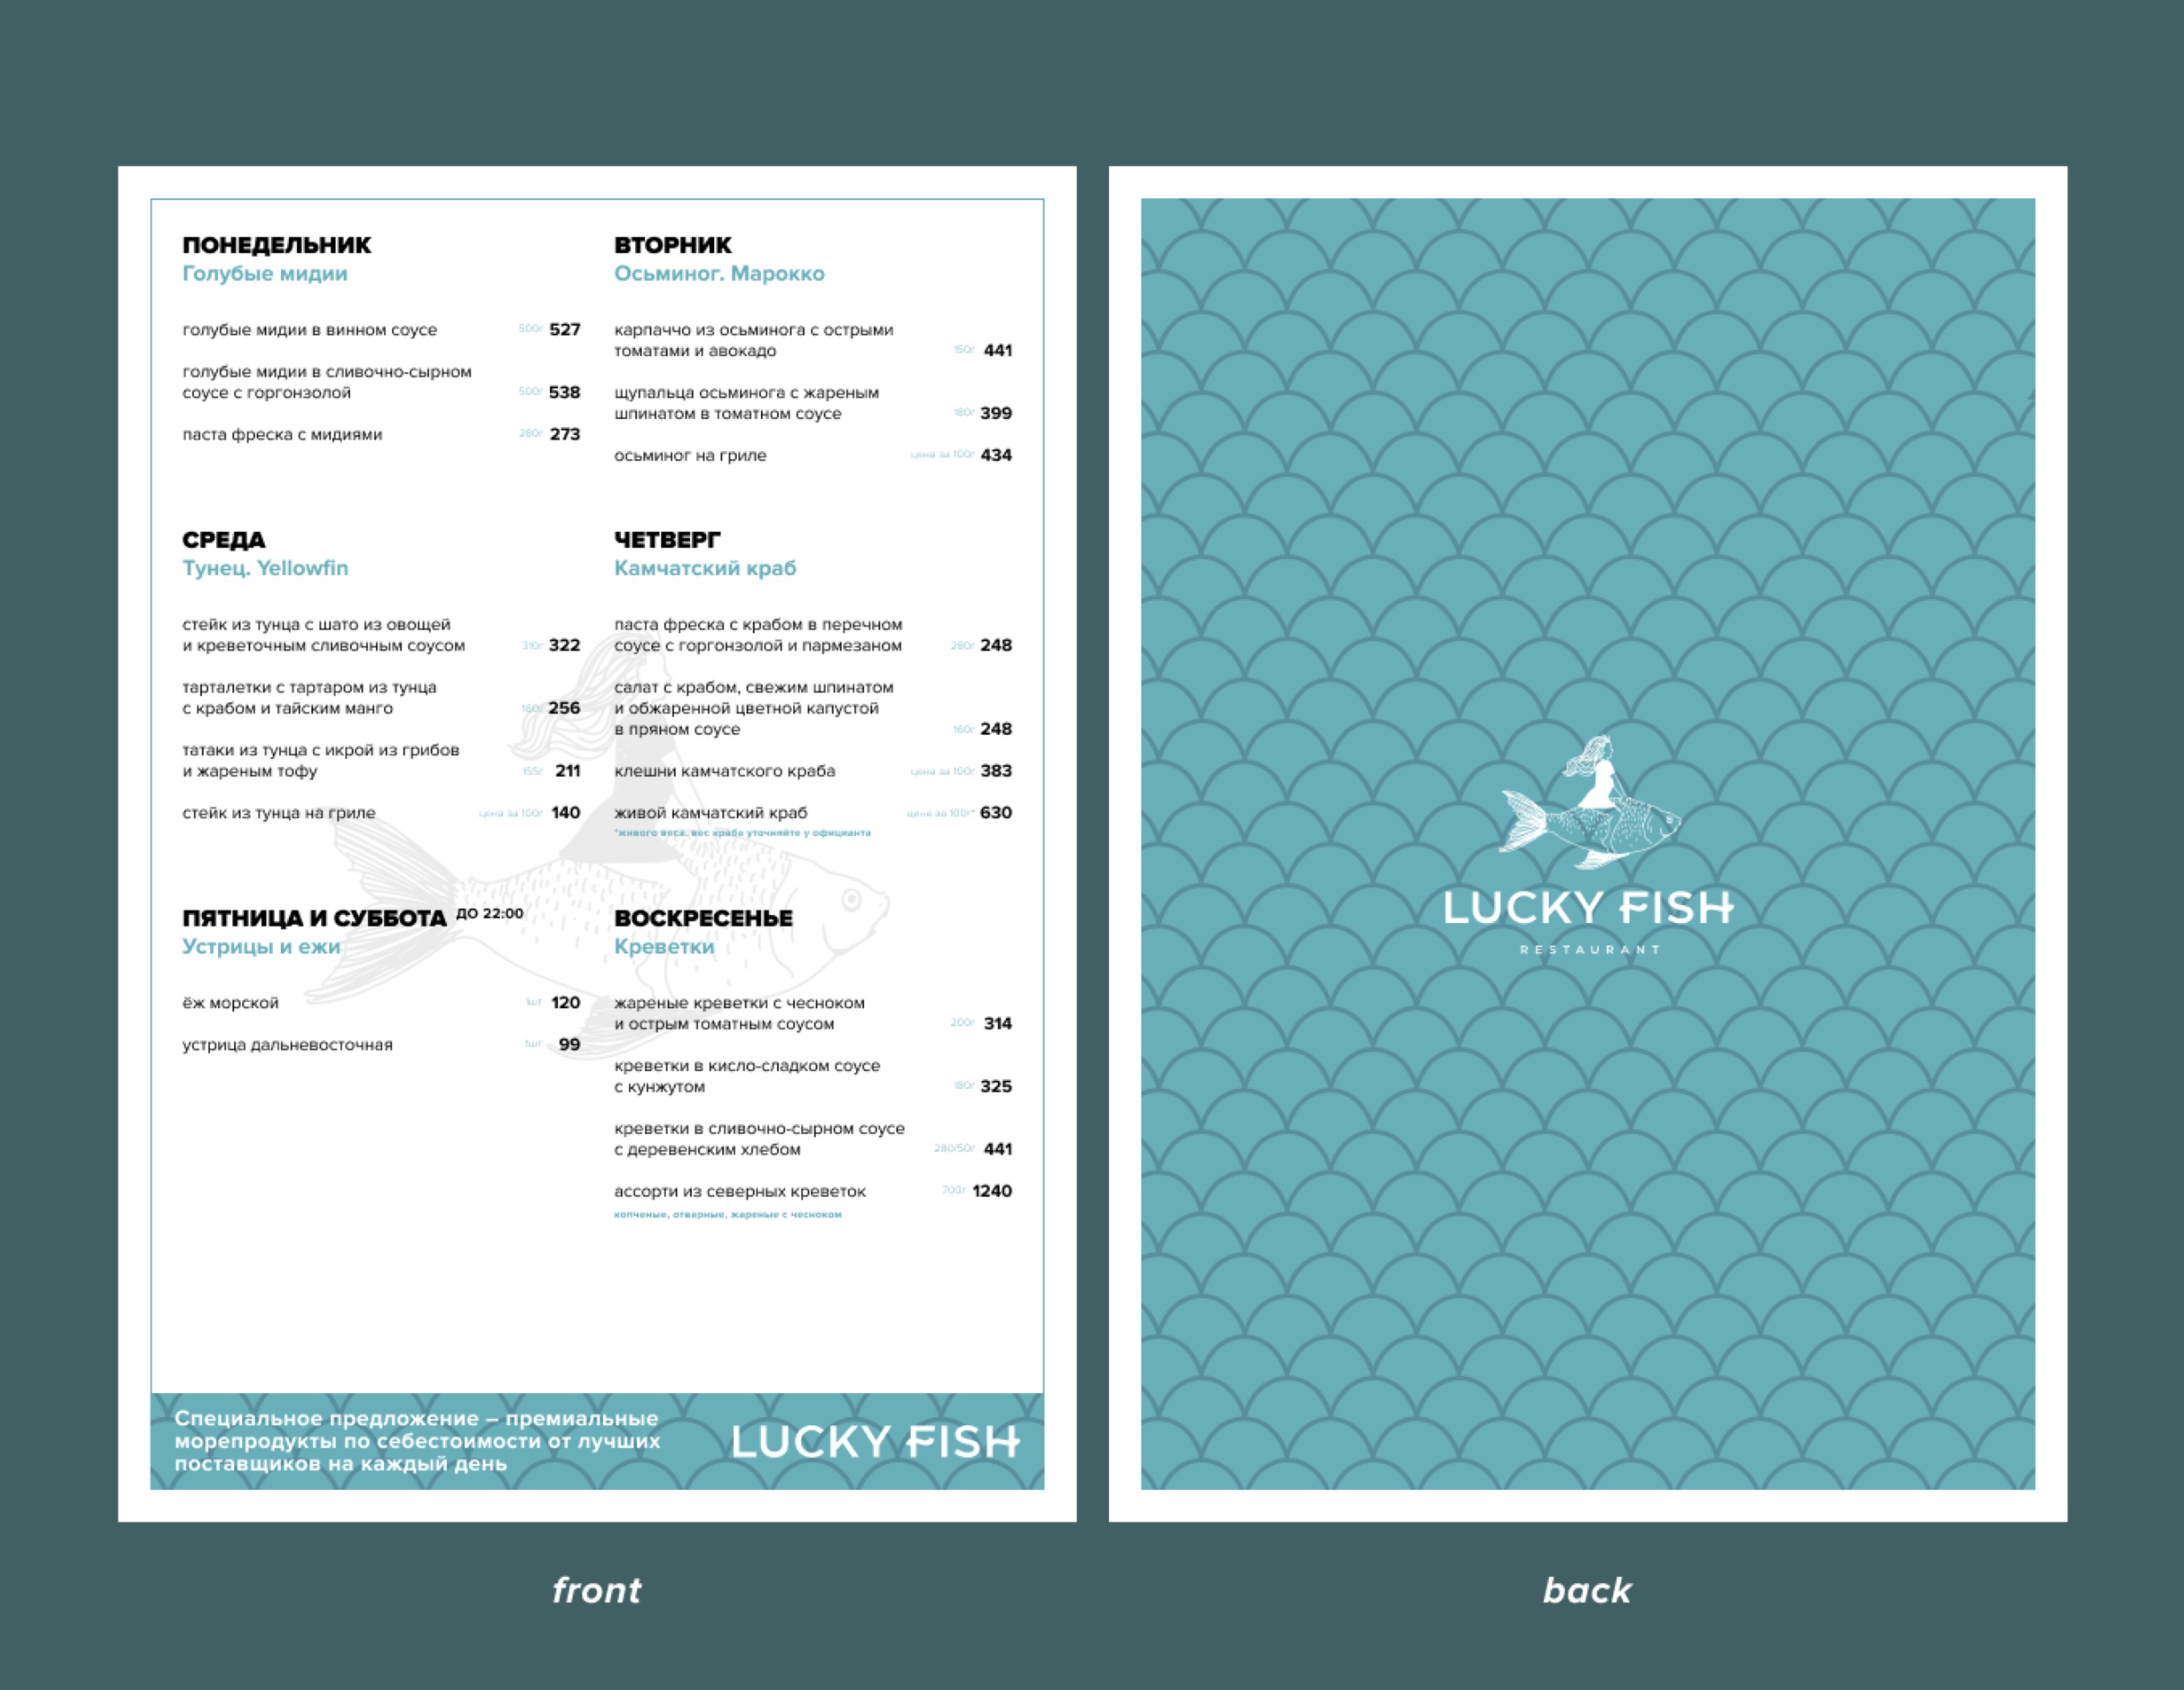 ПОНЕДЕЛЬНИК
Голубые мидии
голубые мидии в винном соусе 500г 527
голубые мидии в сливочно-сырном
соусе с горгонзолой 500г 538
паста фреска с мидиями 280г 273
ВТОРНИК
Осьминог. Марокко
карпаччо из осьминога с острыми
томатами и авокадо 150г 441
щупальца осьминога с жареным
шпинатом в томатном соусе 180г 399
осьминог на гриле цена за 100г 434
СРЕДА
Тунец. Yellowfin
стейк из тунца с шато из овощей
и креветочным сливочным соусом 310г 322
тарталетки с тартаром из тунца
с крабом и тайским манго 160г 256
татаки из тунца с икрой из грибов
и жареным тофу 155г 211
стейк из тунца на гриле цена за 100г 140
ЧЕТВЕРГ
Камчатский краб
паста фреска с крабом в перечном
соусе с горгонзолой и пармезаном 280г 248
салат с крабом, свежим шпинатом
и обжаренной цветной капустой
в пряном соусе 160г 248
клешни камчатского краба цена за 100г 383
живой камчатский краб цена за 100г* 630
*живого веса. вес краба уточняйте у официанта
ПЯТНИЦА И СУББОТА ДО 22:00
Устрицы и ежи
ёж морской 1шт 120
устрица дальневосточная 1шт 99
ВОСКРЕСЕНЬЕ
Креветки
жареные креветки с чесноком
и острым томатным соусом 200г 314
креветки в кисло-сладком соусе
с кунжутом 180г 325
креветки в сливочно-сырном соусе
с деревенским хлебом 280/50г 441
ассорти из северных креветок 700г 1240
копченые, отварные, жареные с чесноком
Специальное предложение – премиальные
морепродукты по себестоимости от лучших
поставщиков на каждый день
LUCKY FISH
LUCKY FISH
RESTAURANT
front
back